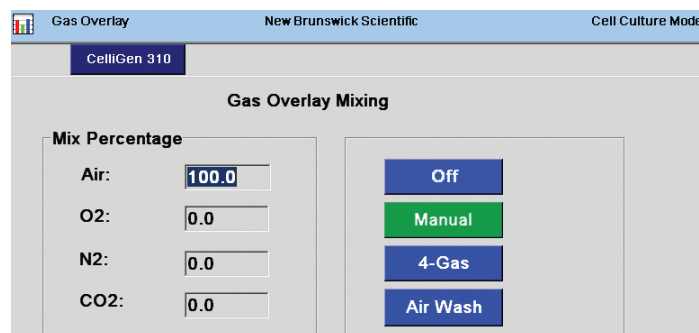 Gas Overlay New Brunswick Scientific Cell Culture Mode
CelliGen 310
Gas Overlay Mixing
Mix Percentage
Air: 100.0 Off
O2: 0.0 Manual
N2: 0.0 4-Gas
CO2: 0.0 Air Wash